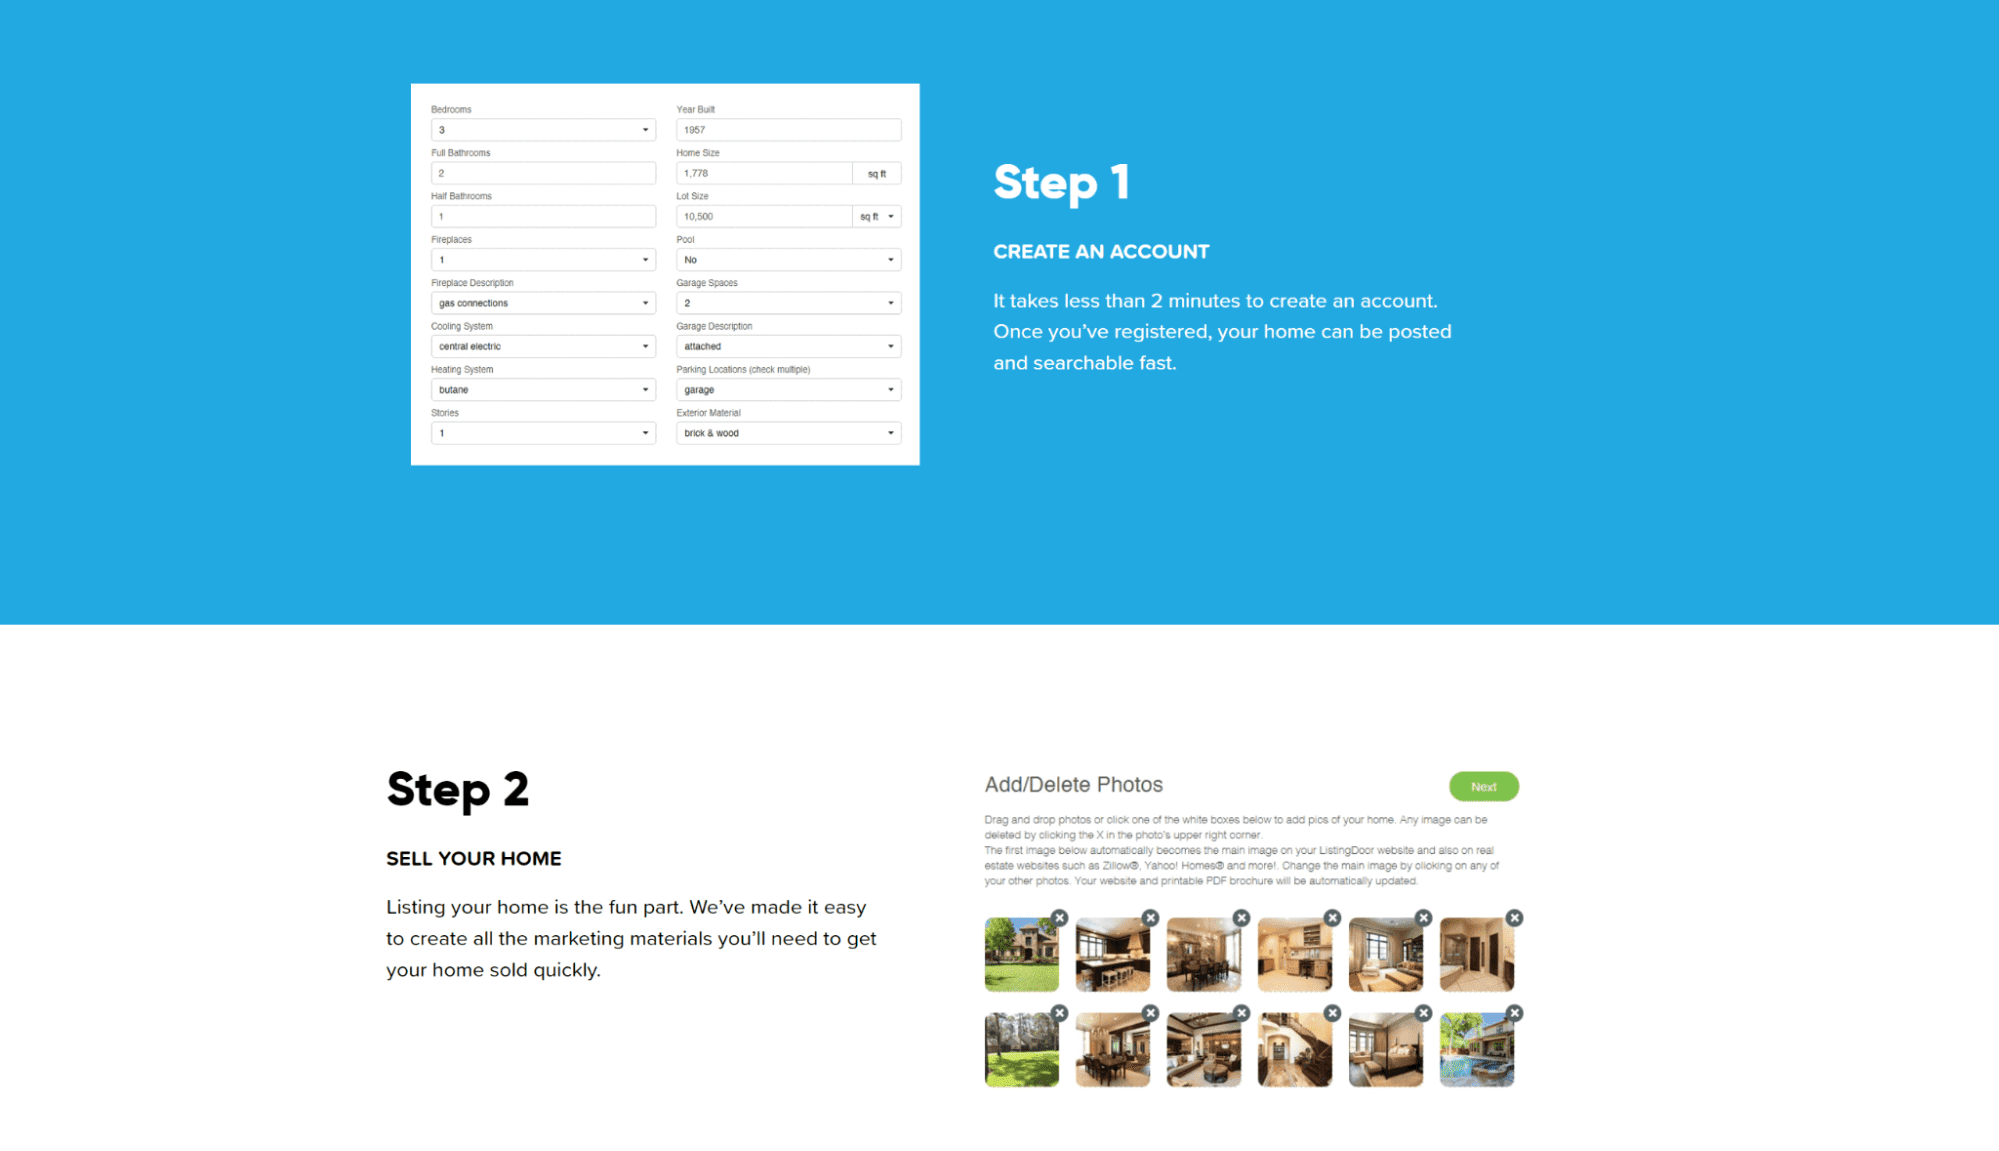 Bedrooms
3
Year Built
1957
Full Bathrooms
2
Home Size
1,778 sq ft
Half Bathrooms
1
Lot Size
10,500 sq ft
Fireplaces
1
Pool
No
Fireplace Description
gas connections
Garage Spaces
2
Cooling System
central electric
Garage Description
attached
Heating System
butane
Parking Locations (check multiple)
garage
Stories
1
Exterior Material
brick & wood
Step 1
CREATE AN ACCOUNT
It takes less than 2 minutes to create an account.
Once you’ve registered, your home can be posted
and searchable fast.
Step 2
SELL YOUR HOME
Listing your home is the fun part. We’ve made it easy
to create all the marketing materials you’ll need to get
your home sold quickly.
Add/Delete Photos
Next
Drag and drop photos or click one of the white boxes below to add pics of your home. Any image can be
deleted by clicking the X in the photo's upper right corner.
The first image below automatically becomes the main image on your ListingDoor website and also on real
estate websites such as Zillow®, Yahoo! Homes® and more!. Change the main image by clicking on any of
your other photos. Your website and printable PDF brochure will be automatically updated.